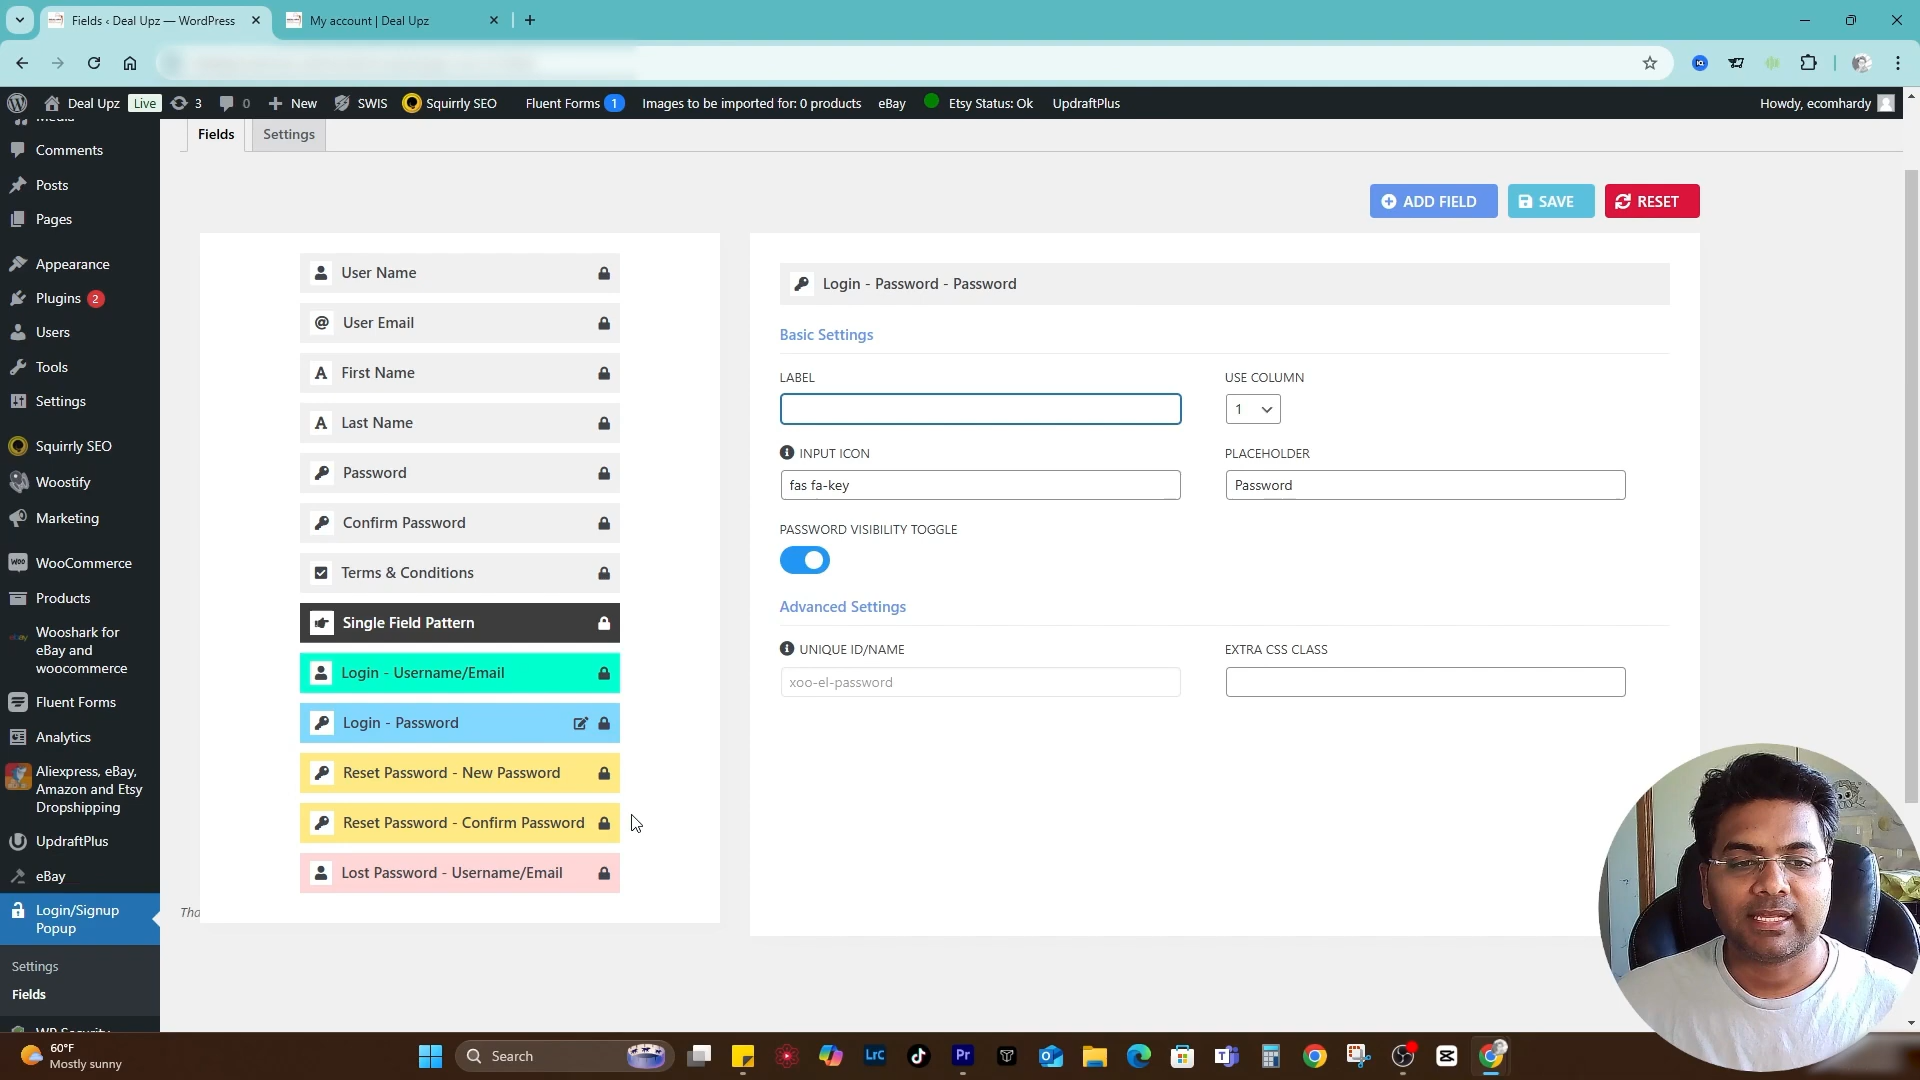 Fields ‹ Deal Upz — WordPress
My account | Deal Upz
Deal Upz
Live
3
0
New
SWIS
Squirrly SEO
Fluent Forms 1
Images to be imported for: 0 products
eBay
Etsy Status: Ok
UpdraftPlus
Howdy, ecomhardy
Media
Comments
Posts
Pages
Appearance
Plugins 2
Users
Tools
Settings
Squirrly SEO
Woostify
Marketing
WooCommerce
Products
Wooshark for
eBay and
woocommerce
Fluent Forms
Analytics
Aliexpress, eBay,
Amazon and Etsy
Dropshipping
UpdraftPlus
eBay
Login/Signup
Popup
Settings
Fields
WP Security
Fields
Settings
ADD FIELD
SAVE
RESET
User Name
User Email
First Name
Last Name
Password
Confirm Password
Terms & Conditions
Single Field Pattern
Login - Username/Email
Login - Password
Reset Password - New Password
Reset Password - Confirm Password
Lost Password - Username/Email
Login - Password - Password
Basic Settings
LABEL
USE COLUMN
1
INPUT ICON
PLACEHOLDER
fas fa-key
Password
PASSWORD VISIBILITY TOGGLE
Advanced Settings
UNIQUE ID/NAME
EXTRA CSS CLASS
xoo-el-password
60°F
Mostly sunny
Search
LrC
Pr